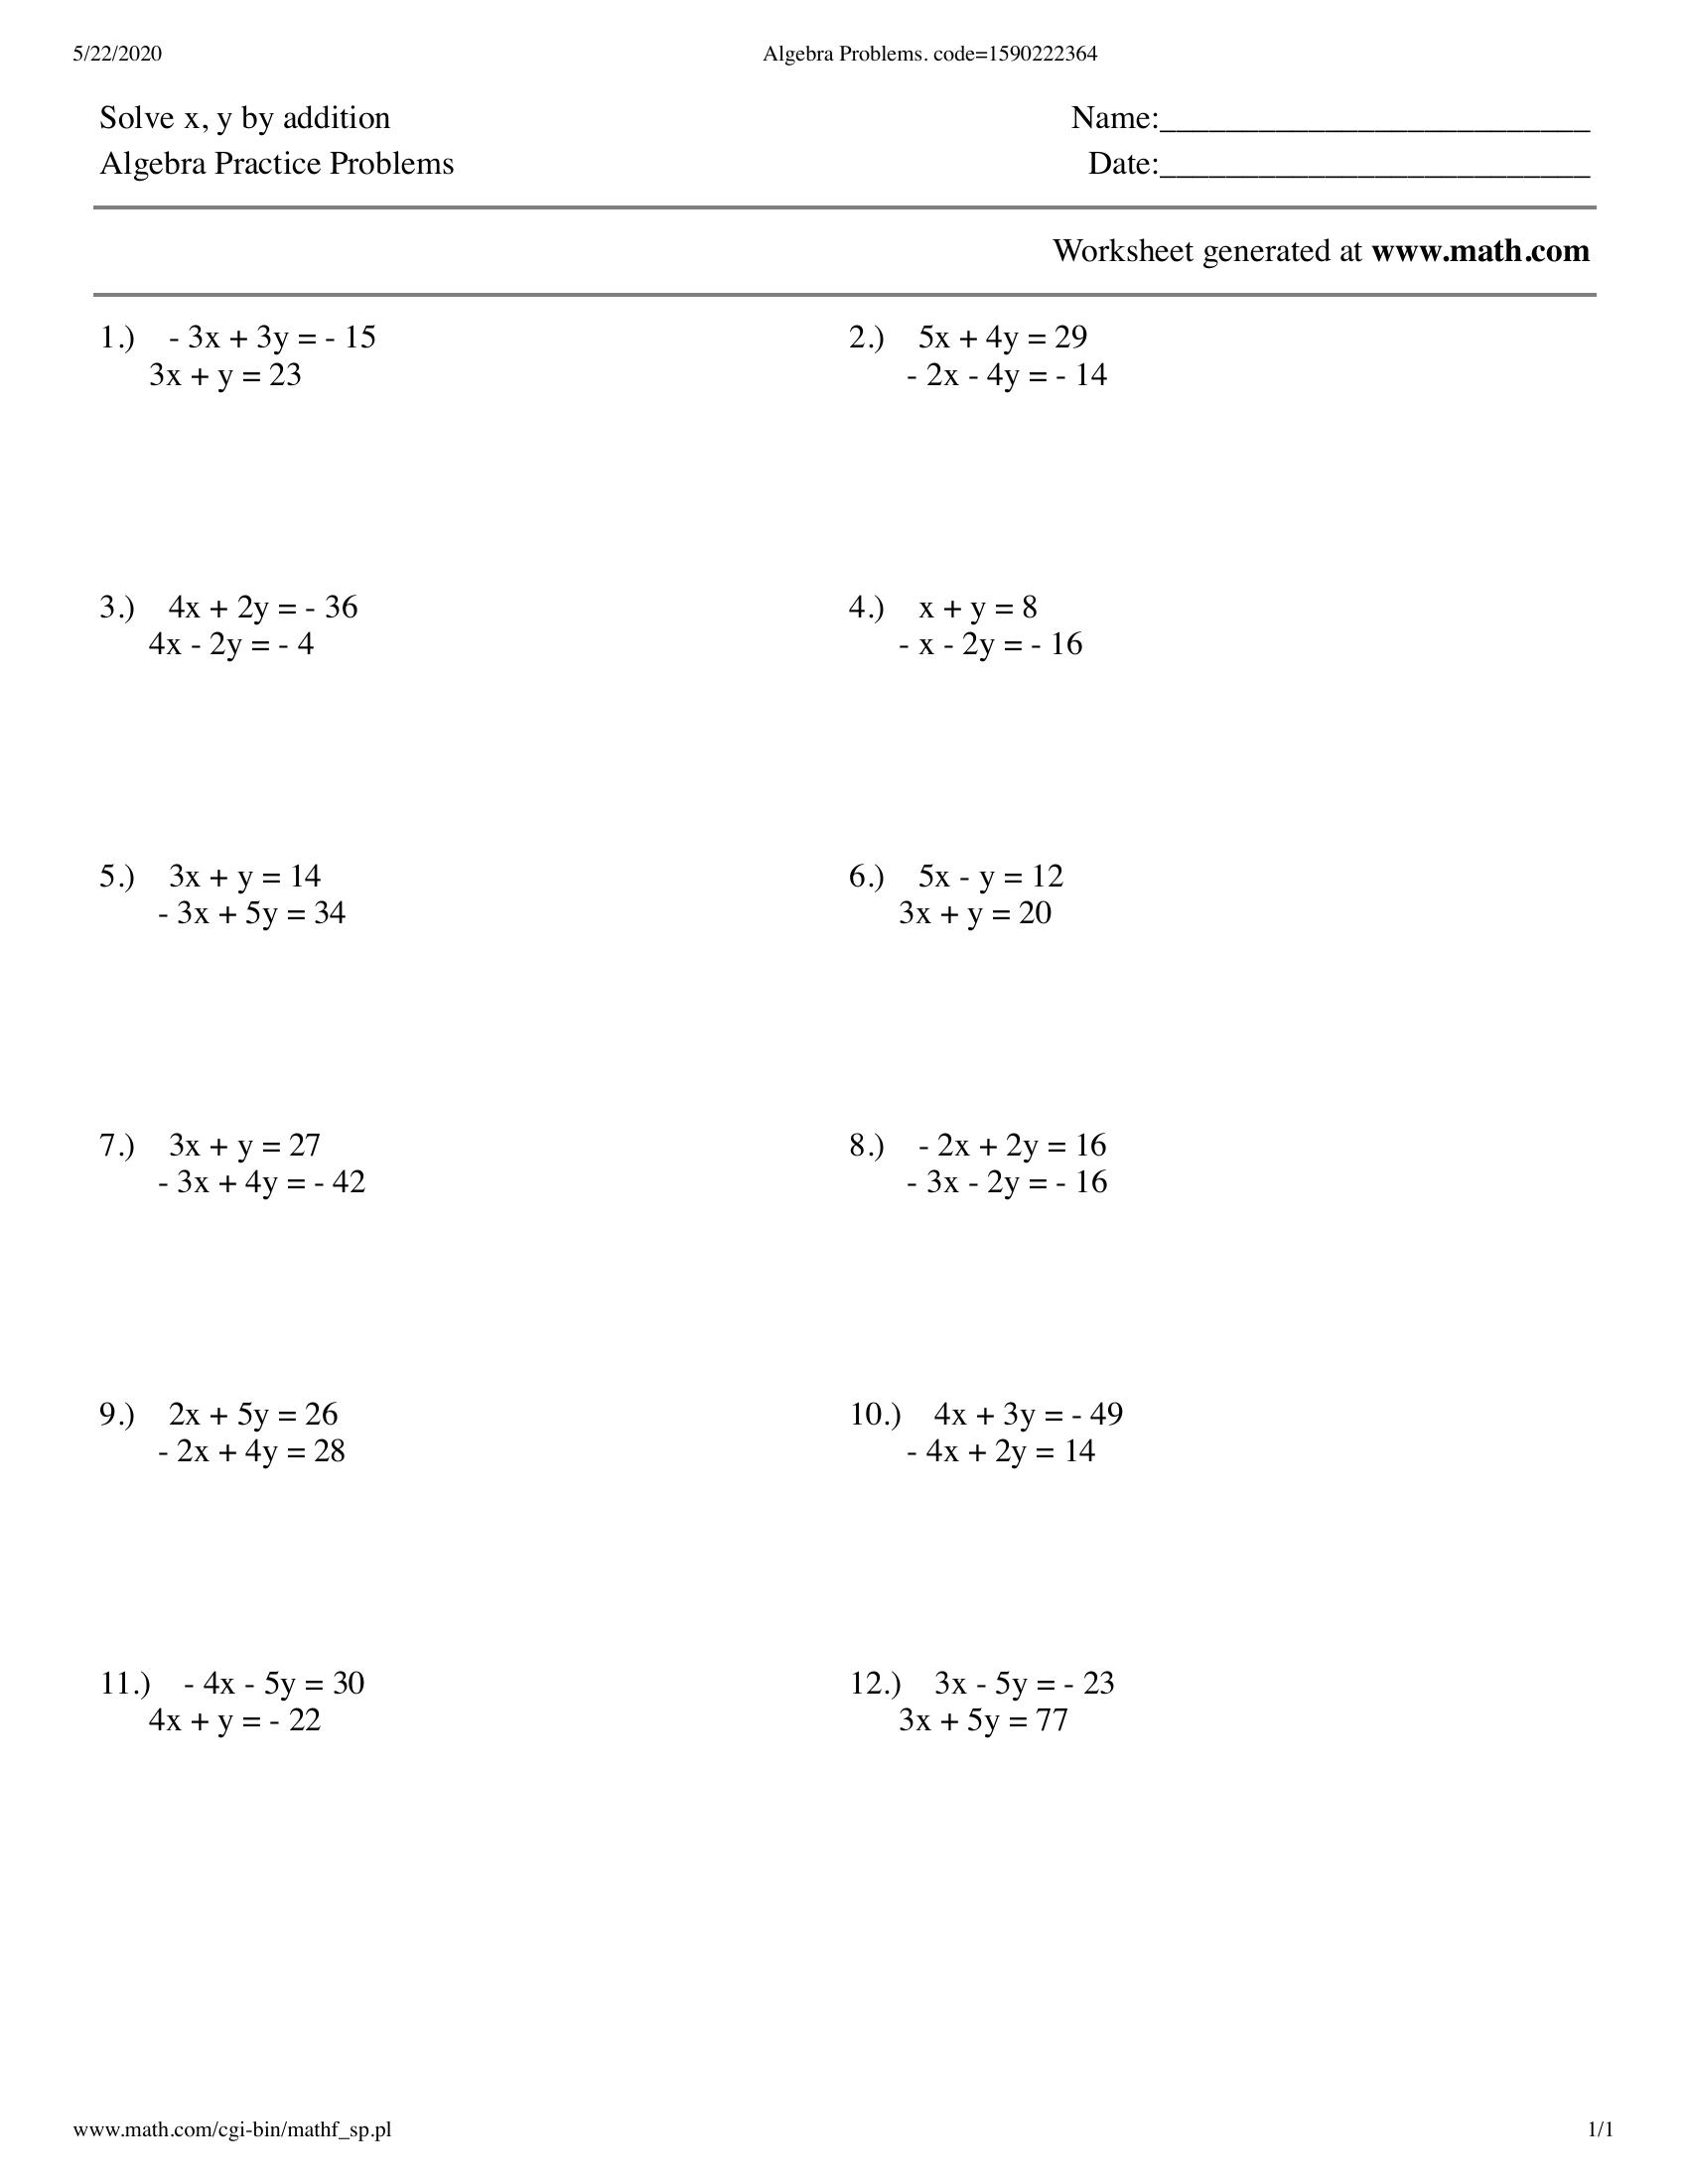 5/22/2020 Algebra Problems. code=1590222364
Solve x, y by addition Name:__________________________
Algebra Practice Problems Date:__________________________
Worksheet generated at www.math.com
1.) - 3x + 3y = - 15
3x + y = 23
2.) 5x + 4y = 29
- 2x - 4y = - 14
3.) 4x + 2y = - 36
4x - 2y = - 4
4.) x + y = 8
- x - 2y = - 16
5.) 3x + y = 14
- 3x + 5y = 34
6.) 5x - y = 12
3x + y = 20
7.) 3x + y = 27
- 3x + 4y = - 42
8.) - 2x + 2y = 16
- 3x - 2y = - 16
9.) 2x + 5y = 26
- 2x + 4y = 28
10.) 4x + 3y = - 49
- 4x + 2y = 14
11.) - 4x - 5y = 30
4x + y = - 22
12.) 3x - 5y = - 23
3x + 5y = 77
www.math.com/cgi-bin/mathf_sp.pl 1/1